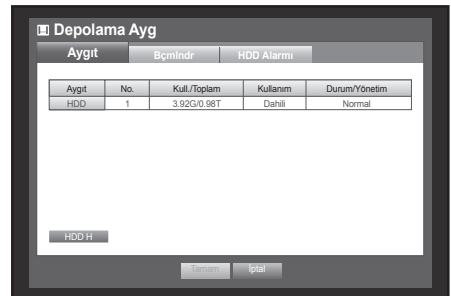 Depolama Ayg
Aygıt Bçmlndr HDD Alarmı
Aygıt No. Kull./Toplam Kullanım Durum/Yönetim
HDD 1 3.92G/0.98T Dahili Normal
HDD H
Tamam İptal